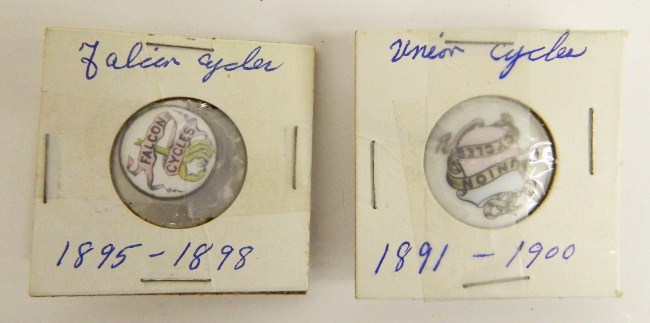 Falcon cycles
FALCON
CYCLES
1895-1898
Union cycles
CYCLES
UNION
1891-1900